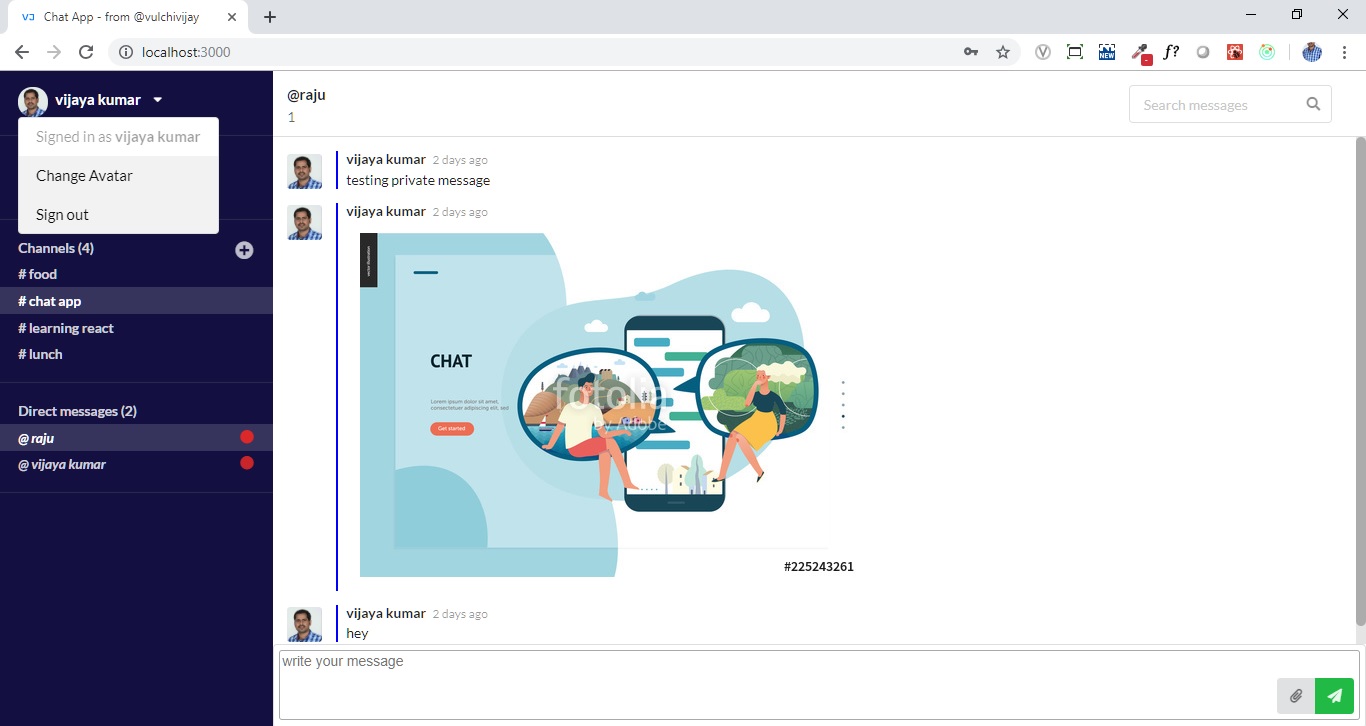 Chat App - from @vulchivijay
localhost:3000
NEW
f?
vijaya kumar
Signed in as vijaya kumar
Change Avatar
Sign out
Channels (4)
# food
# chat app
# learning react
# lunch
Direct messages (2)
@ raju
@ vijaya kumar
@raju
1
Search messages
vijaya kumar 2 days ago
testing private message
vijaya kumar 2 days ago
vector illustration
CHAT
Lorem ipsum dolor sit amet,
consectetuer adipiscing elit, sed
Get started
fotolia
by Adobe
#225243261
vijaya kumar 2 days ago
hey
write your message